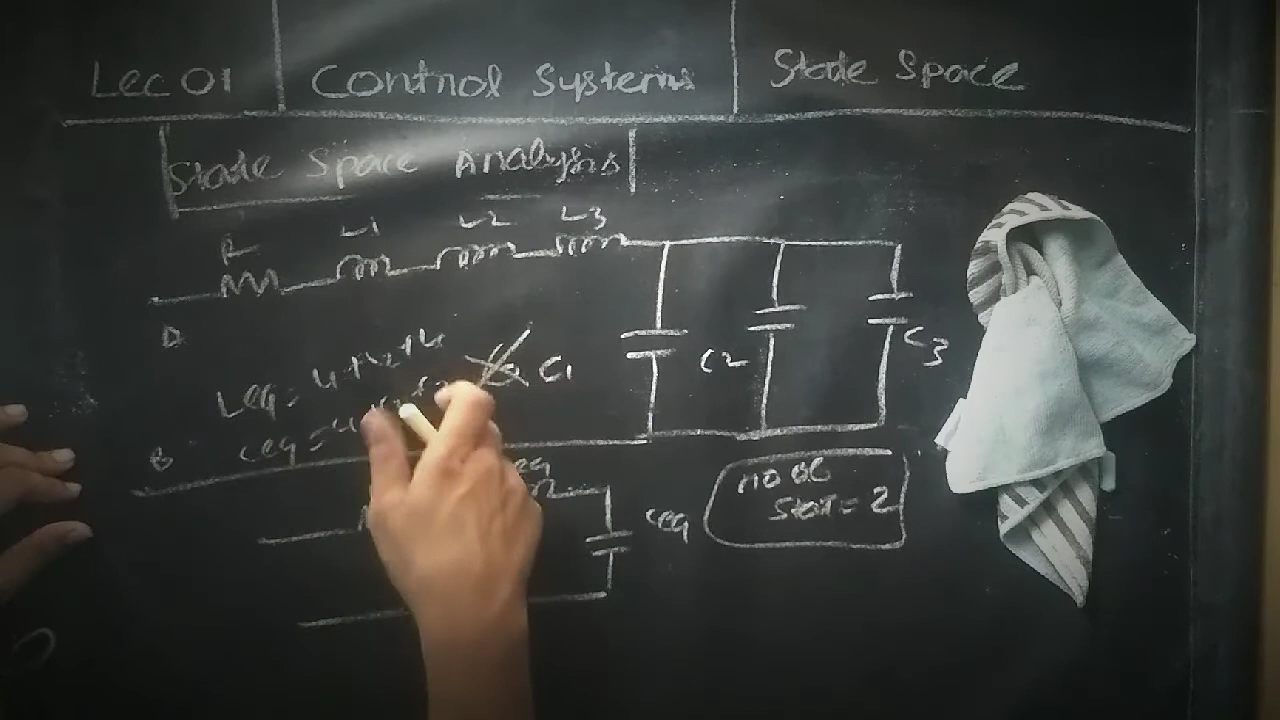 Lec 01 Control Systems State Space
State Space Analysis
R L1 L2 L3
A
Leq = L1+L2+L3
C1 C2 C3
B Ceq =
Ceq
no of
State = 2